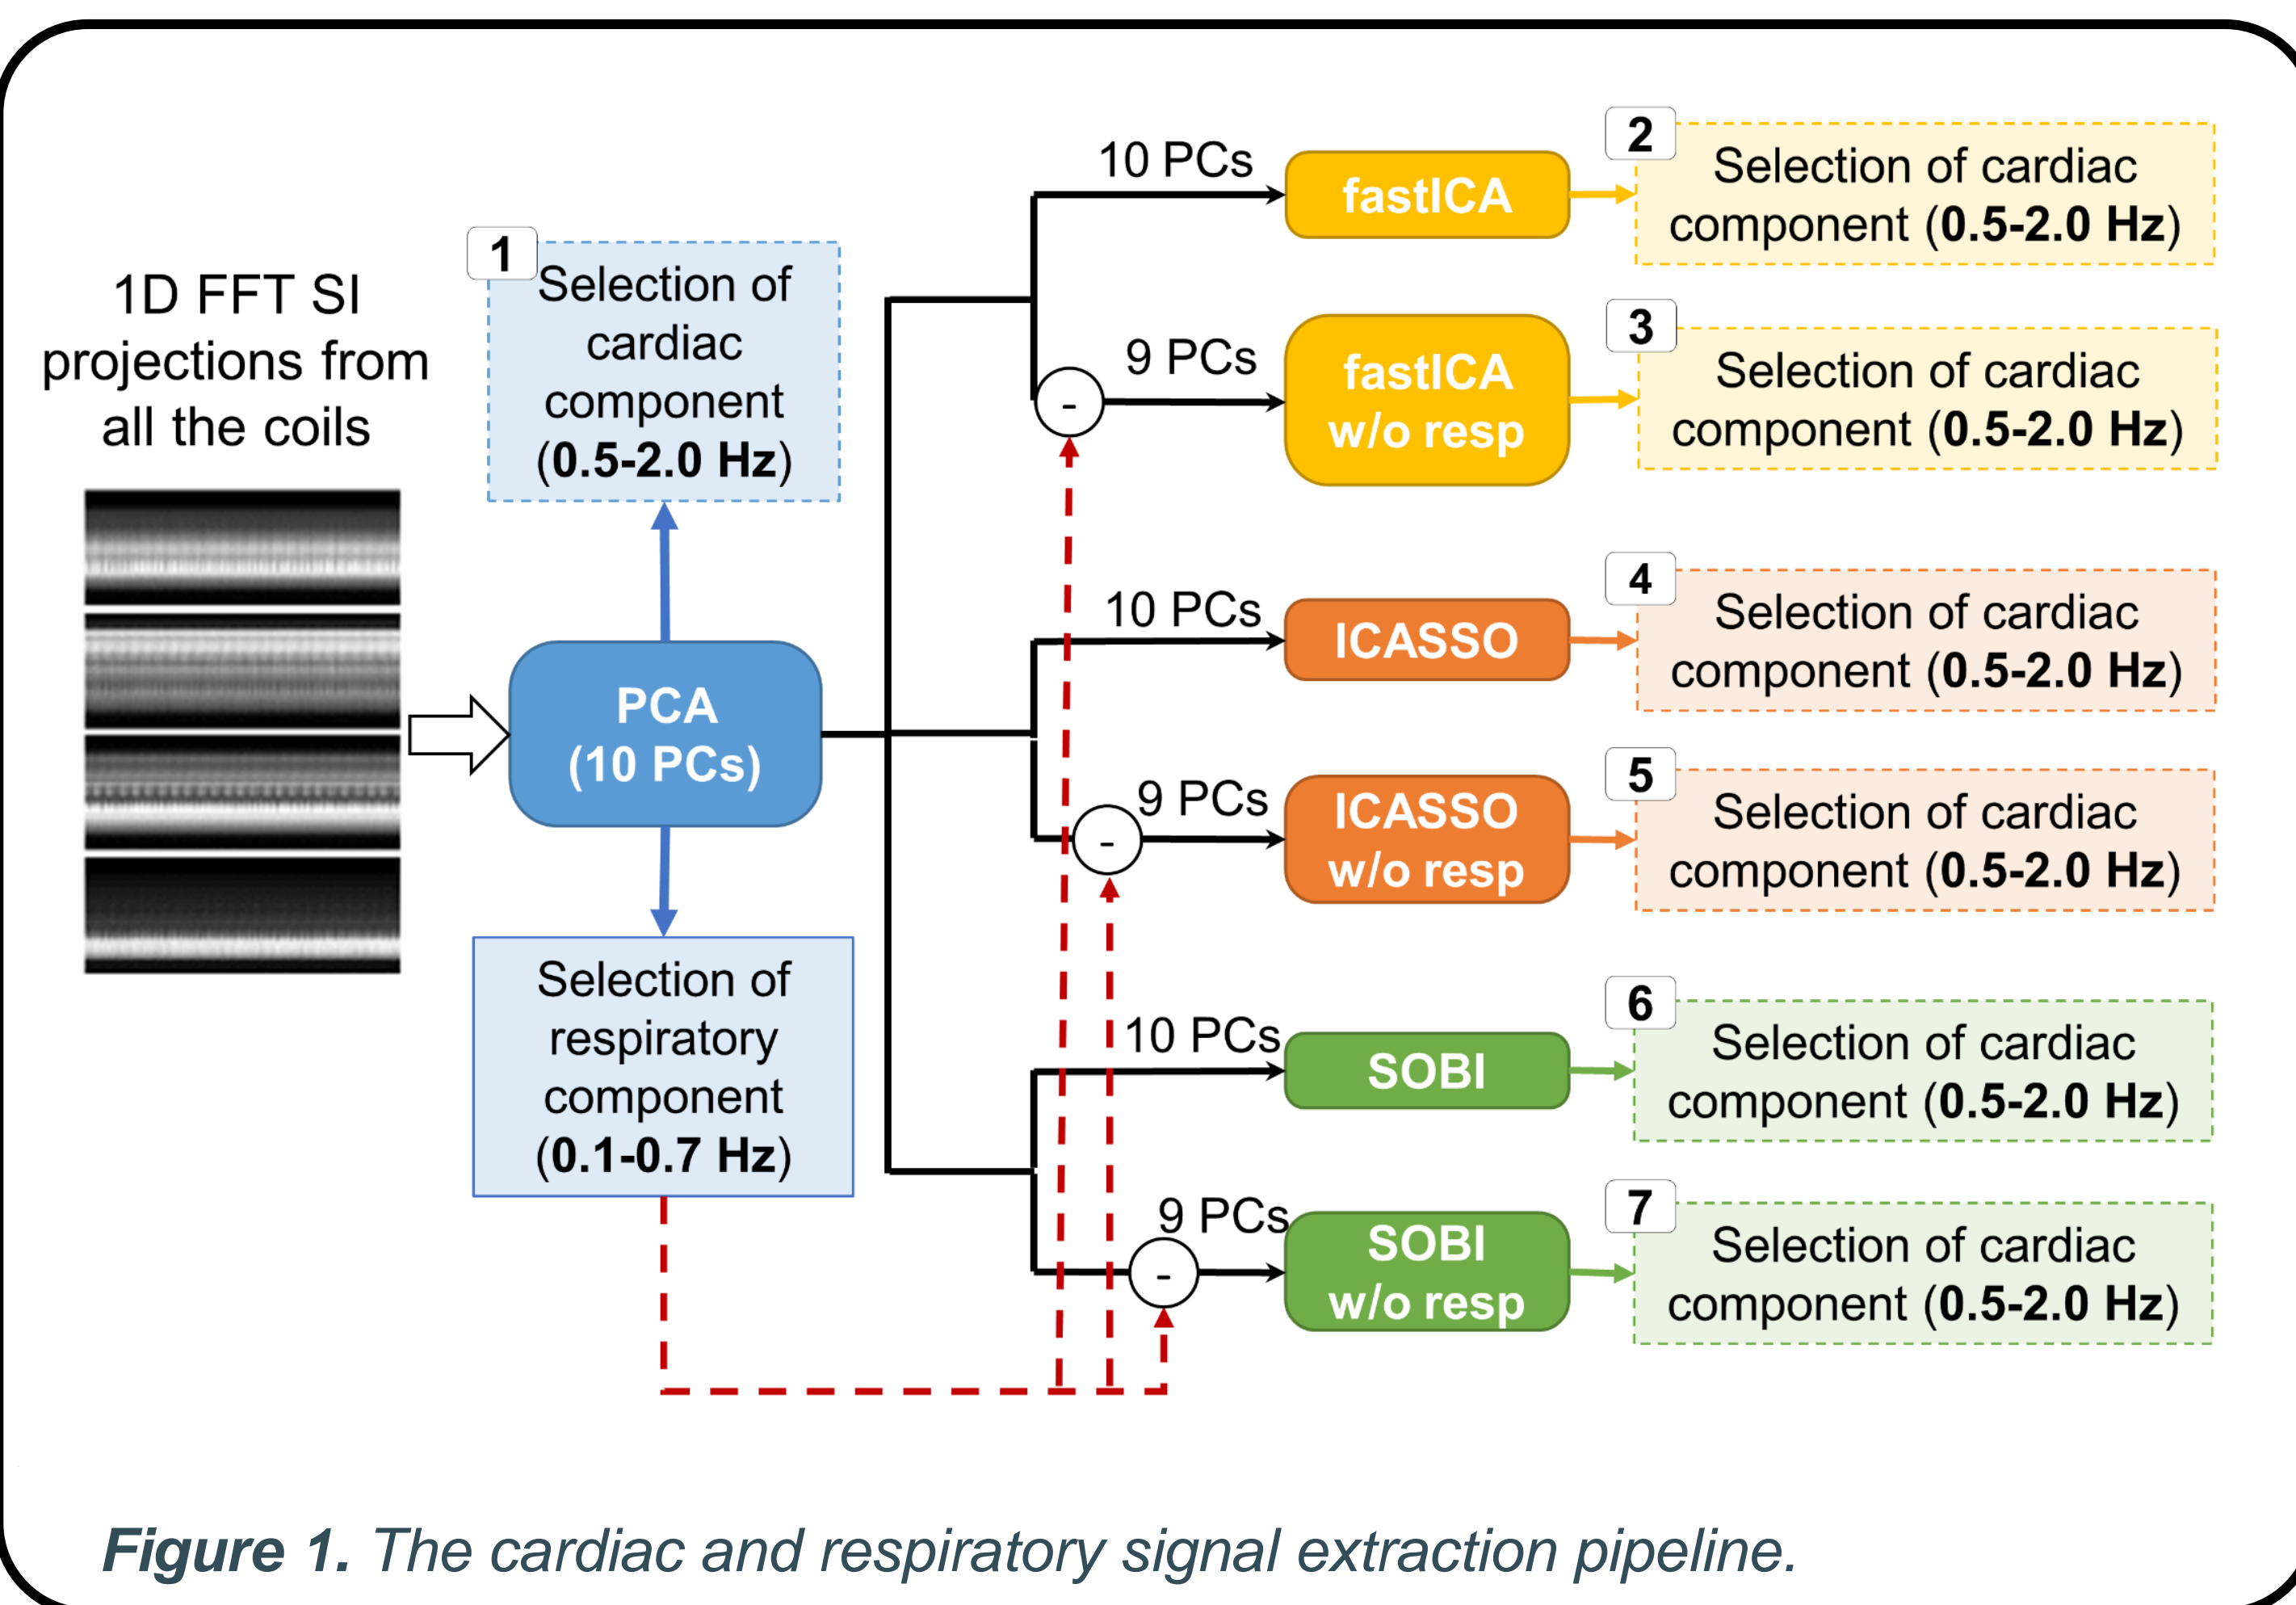 1D FFT SI
projections from
all the coils
1
Selection of
cardiac
component
(0.5-2.0 Hz)
PCA
(10 PCs)
Selection of
respiratory
component
(0.1-0.7 Hz)
10 PCs
fastICA
2
Selection of cardiac
component (0.5-2.0 Hz)
-
9 PCs
fastICA
w/o resp
3
Selection of cardiac
component (0.5-2.0 Hz)
10 PCs
ICASSO
4
Selection of cardiac
component (0.5-2.0 Hz)
-
9 PCs
ICASSO
w/o resp
5
Selection of cardiac
component (0.5-2.0 Hz)
10 PCs
SOBI
6
Selection of cardiac
component (0.5-2.0 Hz)
-
9 PCs
SOBI
w/o resp
7
Selection of cardiac
component (0.5-2.0 Hz)
Figure 1. The cardiac and respiratory signal extraction pipeline.